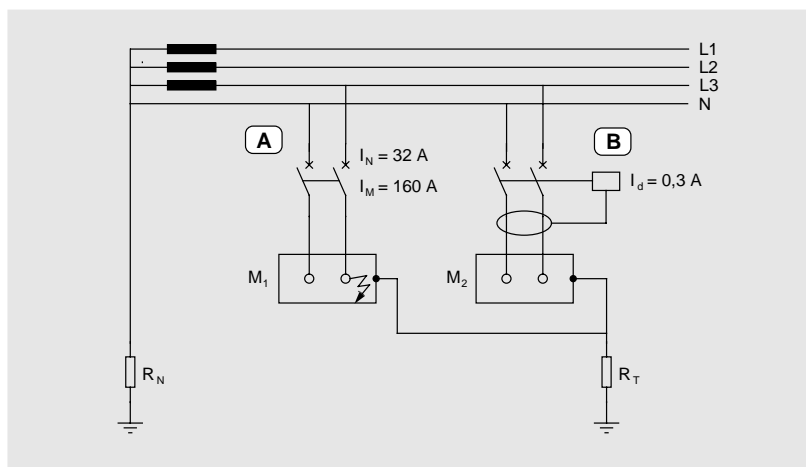 L1
L2
L3
N
A
B
I_N = 32 A
I_M = 160 A
I_d = 0,3 A
M_1
M_2
R_N
R_T